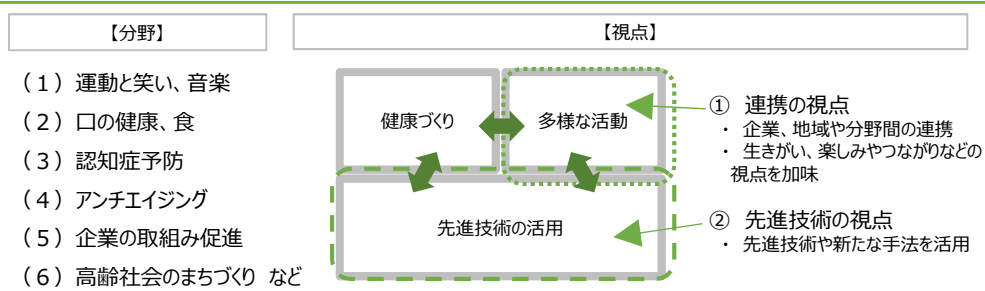 【分野】
（１）運動と笑い、音楽
（２）口の健康、食
（３）認知症予防
（４）アンチエイジング
（５）企業の取組み促進
（６）高齢社会のまちづくり など
【視点】
健康づくり
多様な活動
先進技術の活用
① 連携の視点
・ 企業、地域や分野間の連携
・ 生きがい、楽しみやつながりなどの
視点を加味
② 先進技術の視点
・ 先進技術や新たな手法を活用